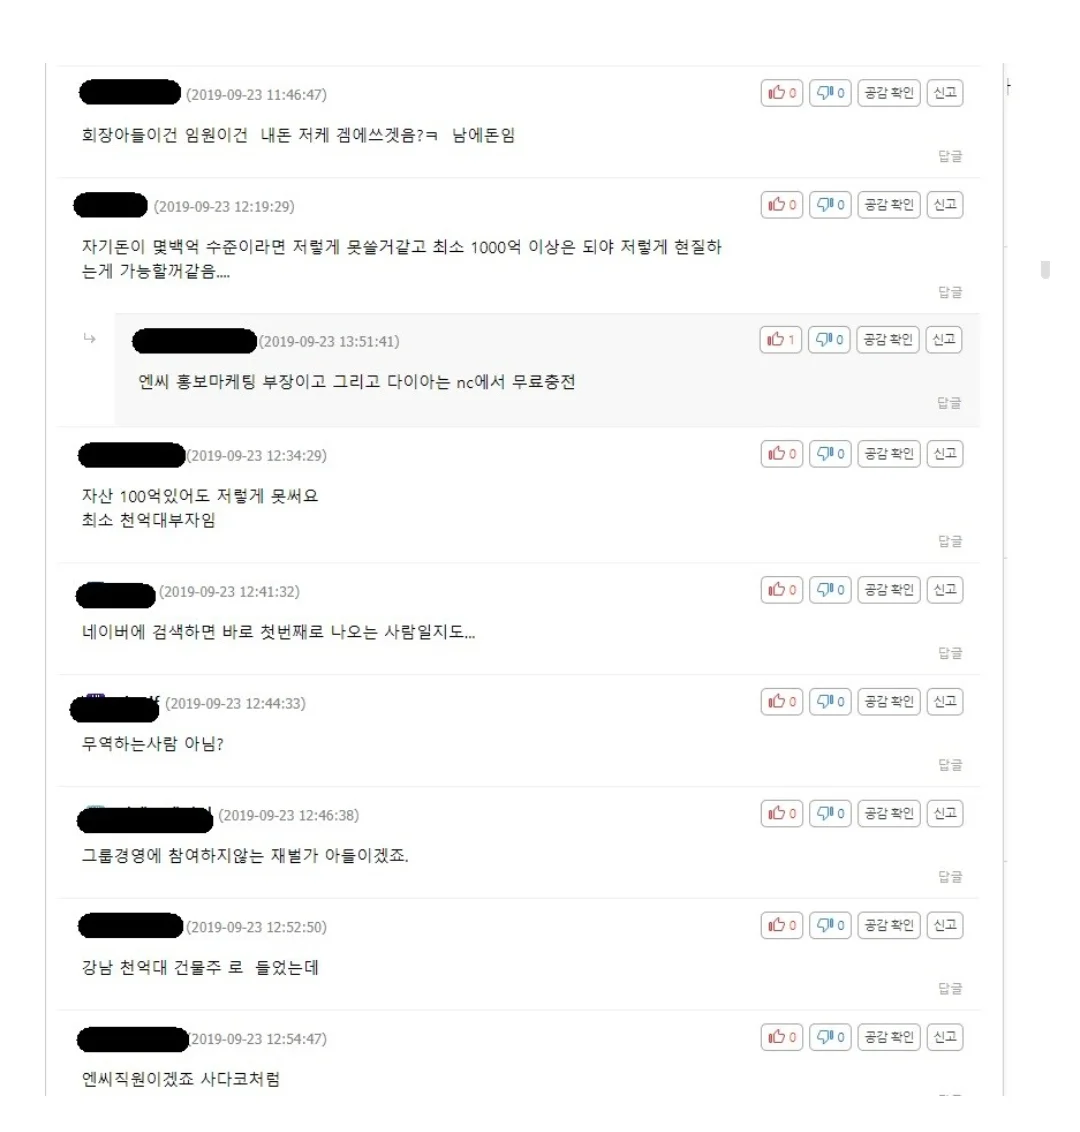 (2019-09-23 11:46:47) 0 0 공감 확인 신고
회장아들이건 임원이건 내돈 저케 겜에쓰겟음?ㅋ 남에돈임
답글
(2019-09-23 12:19:29) 0 0 공감 확인 신고
자기돈이 몇백억 수준이라면 저렇게 못쓸거같고 최소 1000억 이상은 되야 저렇게 현질하
는게 가능할꺼같음....
답글
(2019-09-23 13:51:41) 1 0 공감 확인 신고
엔씨 홍보마케팅 부장이고 그리고 다이아는 nc에서 무료충전
답글
(2019-09-23 12:34:29) 0 0 공감 확인 신고
자산 100억있어도 저렇게 못써요
최소 천억대부자임
답글
(2019-09-23 12:41:32) 0 0 공감 확인 신고
네이버에 검색하면 바로 첫번째로 나오는 사람일지도...
답글
(2019-09-23 12:44:33) 0 0 공감 확인 신고
무역하는사람 아님?
답글
(2019-09-23 12:46:38) 0 0 공감 확인 신고
그룹경영에 참여하지않는 재벌가 아들이겠죠.
답글
(2019-09-23 12:52:50) 0 0 공감 확인 신고
강남 천억대 건물주 로 들었는데
답글
(2019-09-23 12:54:47) 0 0 공감 확인 신고
엔씨직원이겠죠 사다코처럼